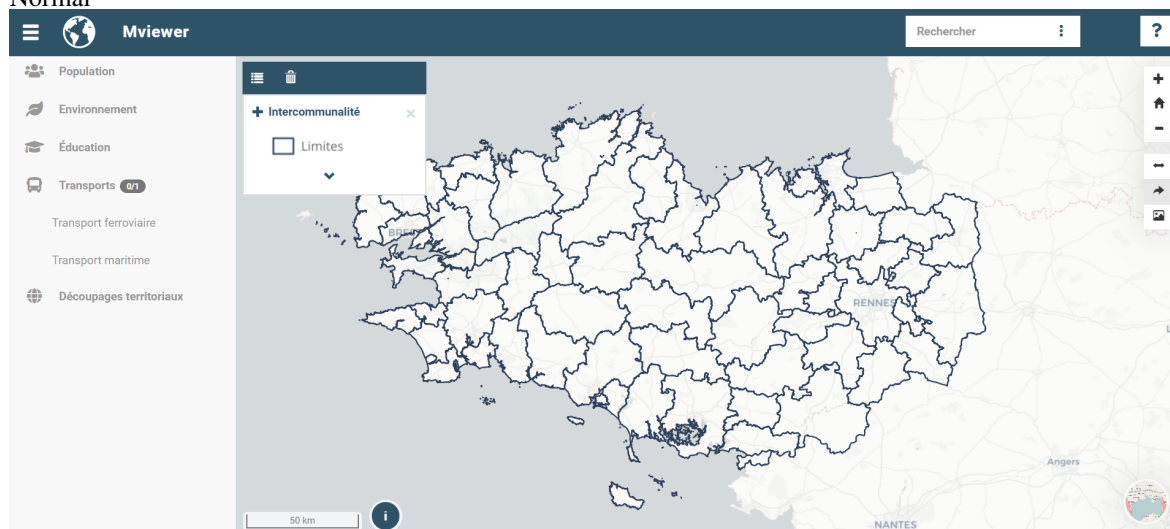 Normal
Mviewer
Rechercher
?
Population
Environnement
Éducation
Transports 0/1
Transport ferroviaire
Transport maritime
Découpages territoriaux
Intercommunalité
Limites
RENNES
Angers
NANTES
50 km
i